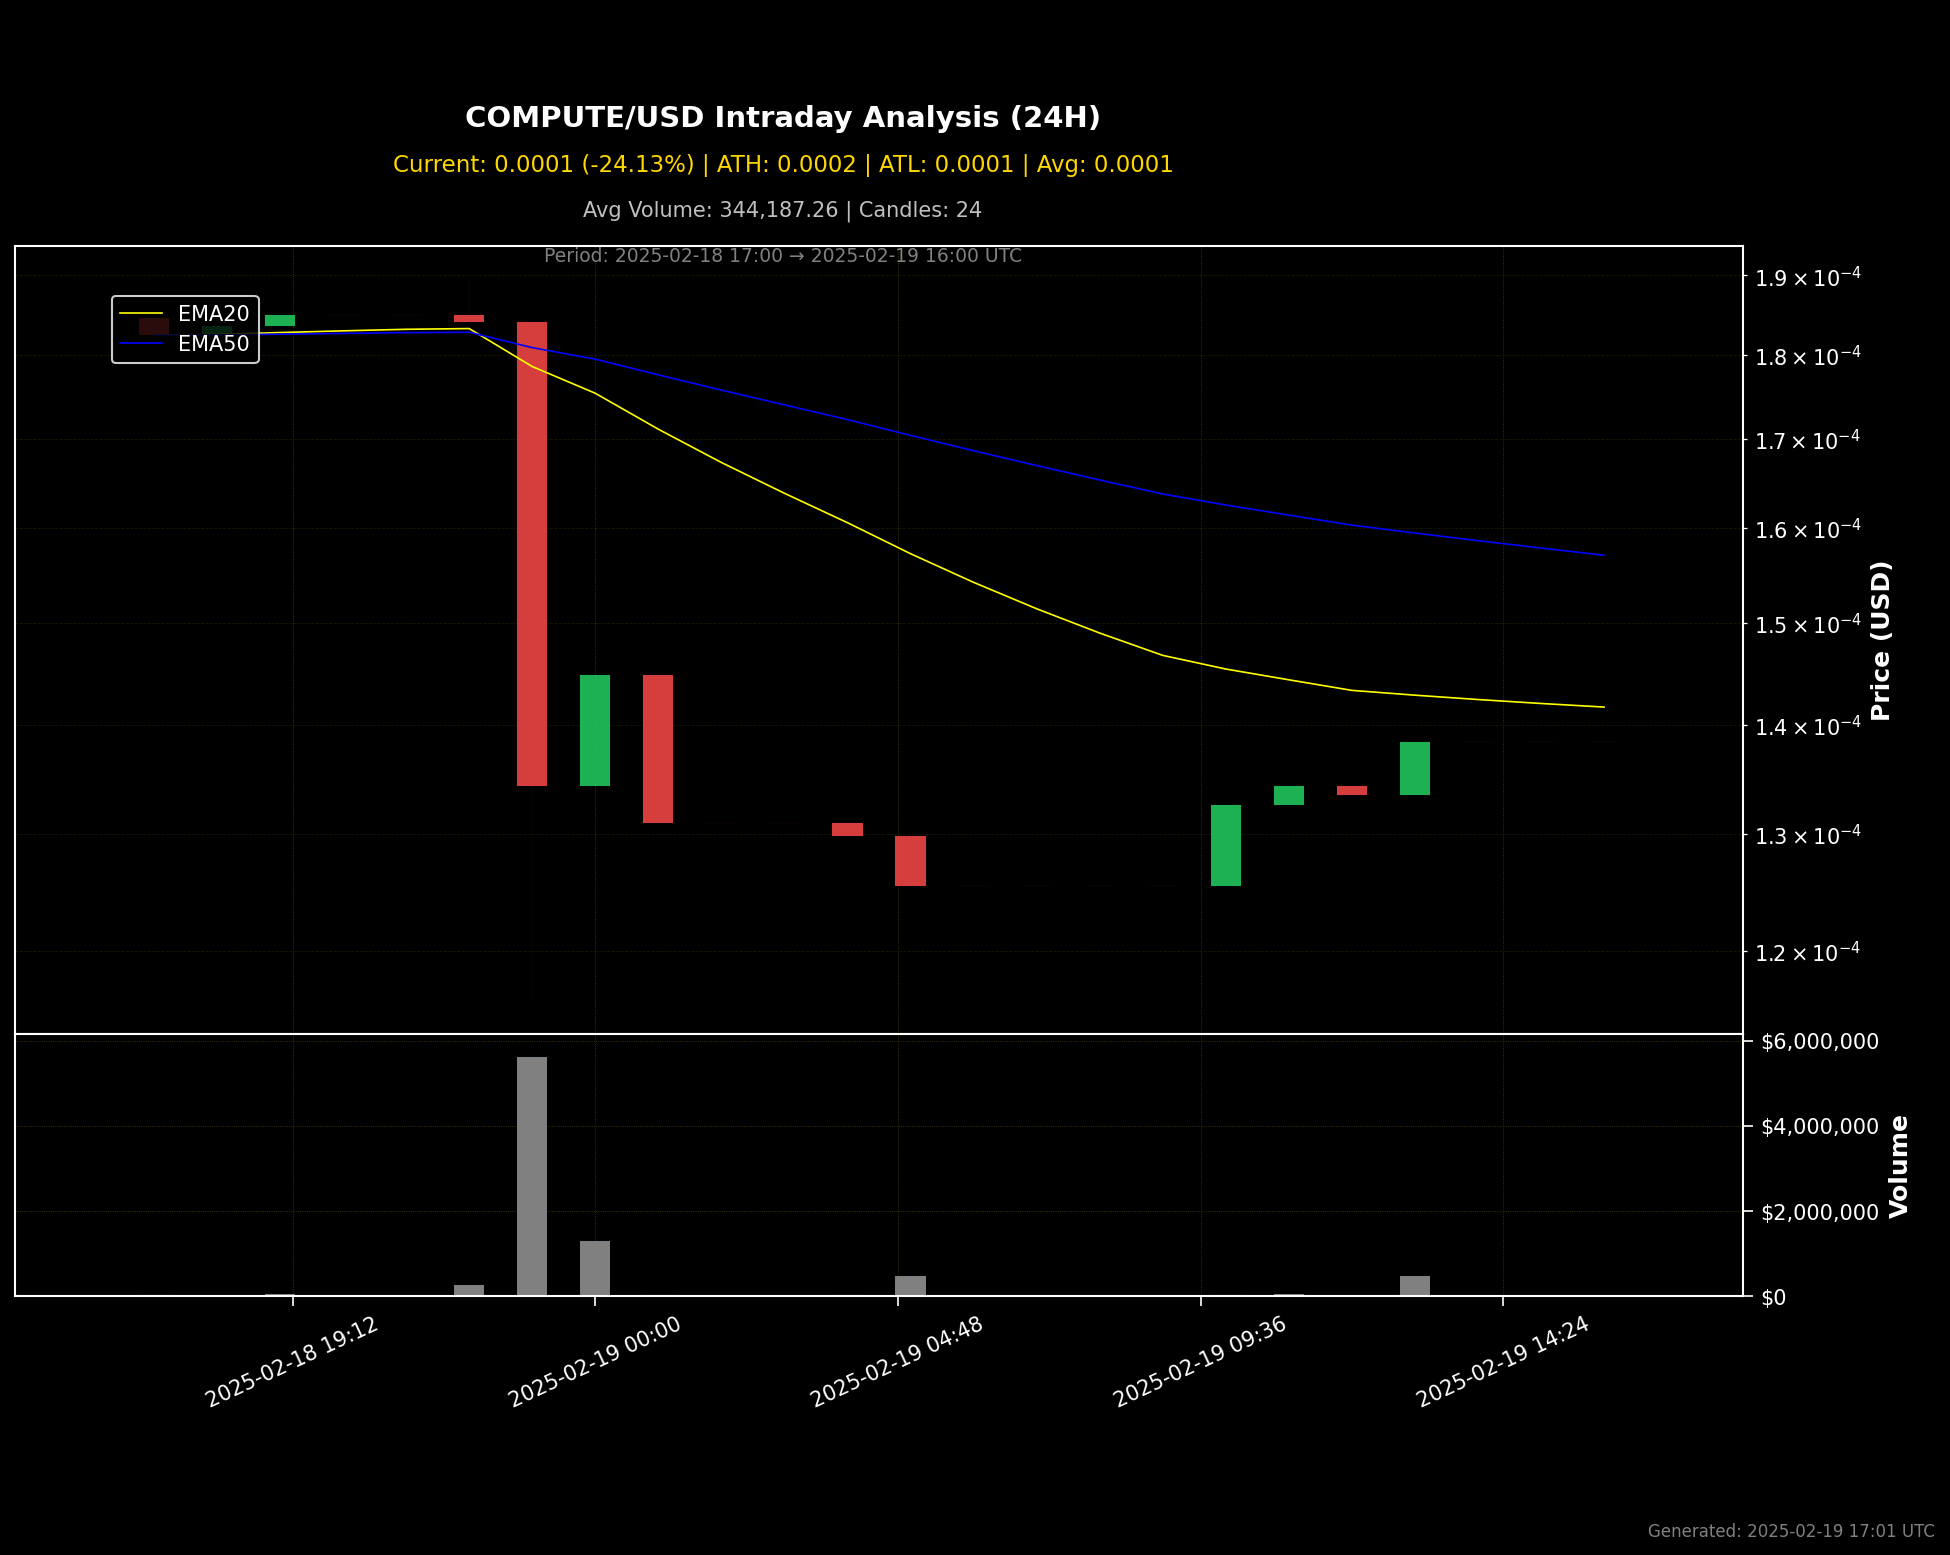 COMPUTE/USD Intraday Analysis (24H)
Current: 0.0001 (-24.13%) | ATH: 0.0002 | ATL: 0.0001 | Avg: 0.0001
Avg Volume: 344,187.26 | Candles: 24
Period: 2025-02-18 17:00 → 2025-02-19 16:00 UTC
EMA20
EMA50
1.9 × 10⁻⁴
1.8 × 10⁻⁴
1.7 × 10⁻⁴
1.6 × 10⁻⁴
1.5 × 10⁻⁴
1.4 × 10⁻⁴
1.3 × 10⁻⁴
1.2 × 10⁻⁴
Price (USD)
$6,000,000
$4,000,000
$2,000,000
$0
Volume
2025-02-18 19:12
2025-02-19 00:00
2025-02-19 04:48
2025-02-19 09:36
2025-02-19 14:24
Generated: 2025-02-19 17:01 UTC